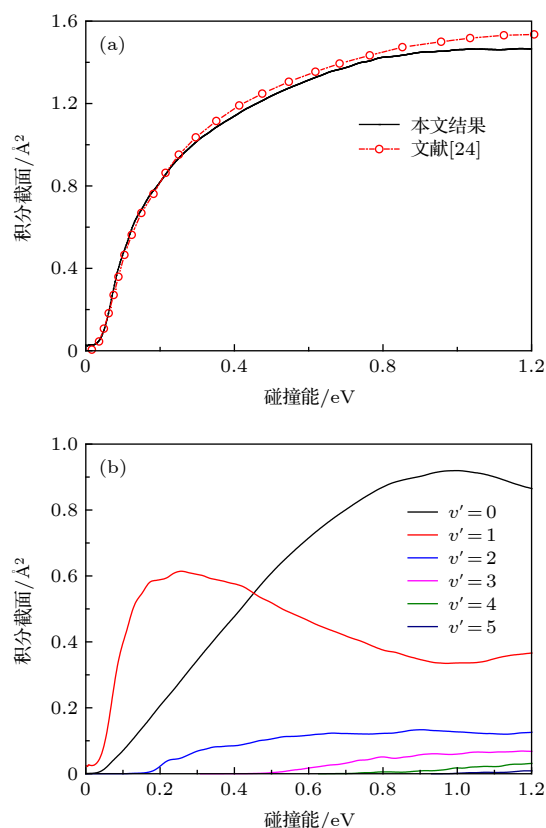 (a)
1.6
1.2
0.8
0.4
0
积分截面/Å²
本文结果
文献[24]
0 0.4 0.8 1.2
碰撞能/eV
(b)
1.0
0.8
0.6
0.4
0.2
0
积分截面/Å²
v′ = 0
v′ = 1
v′ = 2
v′ = 3
v′ = 4
v′ = 5
0 0.2 0.4 0.6 0.8 1.0 1.2
碰撞能/eV